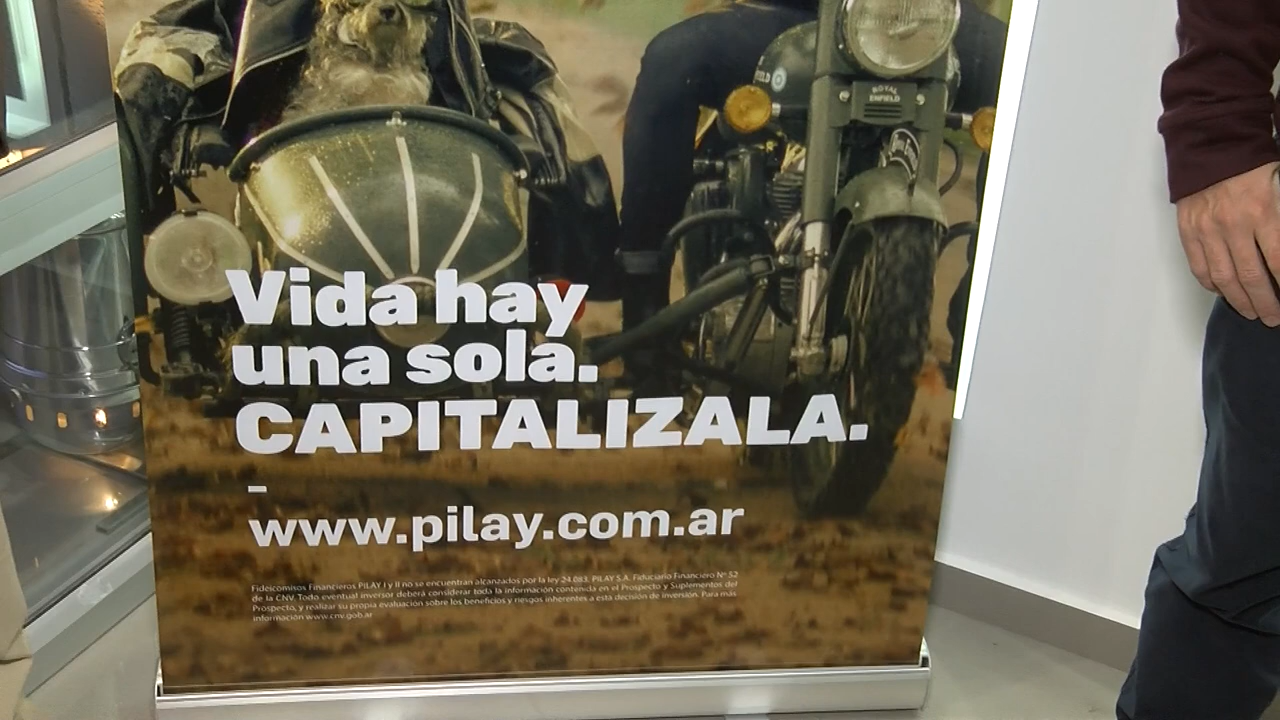 ROYAL
ENFIELD
Vida hay
una sola.
CAPITALIZALA.
www.pilay.com.ar
Fideicomisos Financieros PILAY I y II no se encuentran alcanzados por la ley 24.083. PILAY S.A. Fiduciario Financiero Nº 52
de la CNV. Todo eventual inversor deberá considerar toda la información contenida en el Prospecto y Suplementos del
Prospecto, y realizar su propia evaluación sobre los beneficios y riesgos inherentes a esta decisión de inversión. Para más
información www.cnv.gob.ar